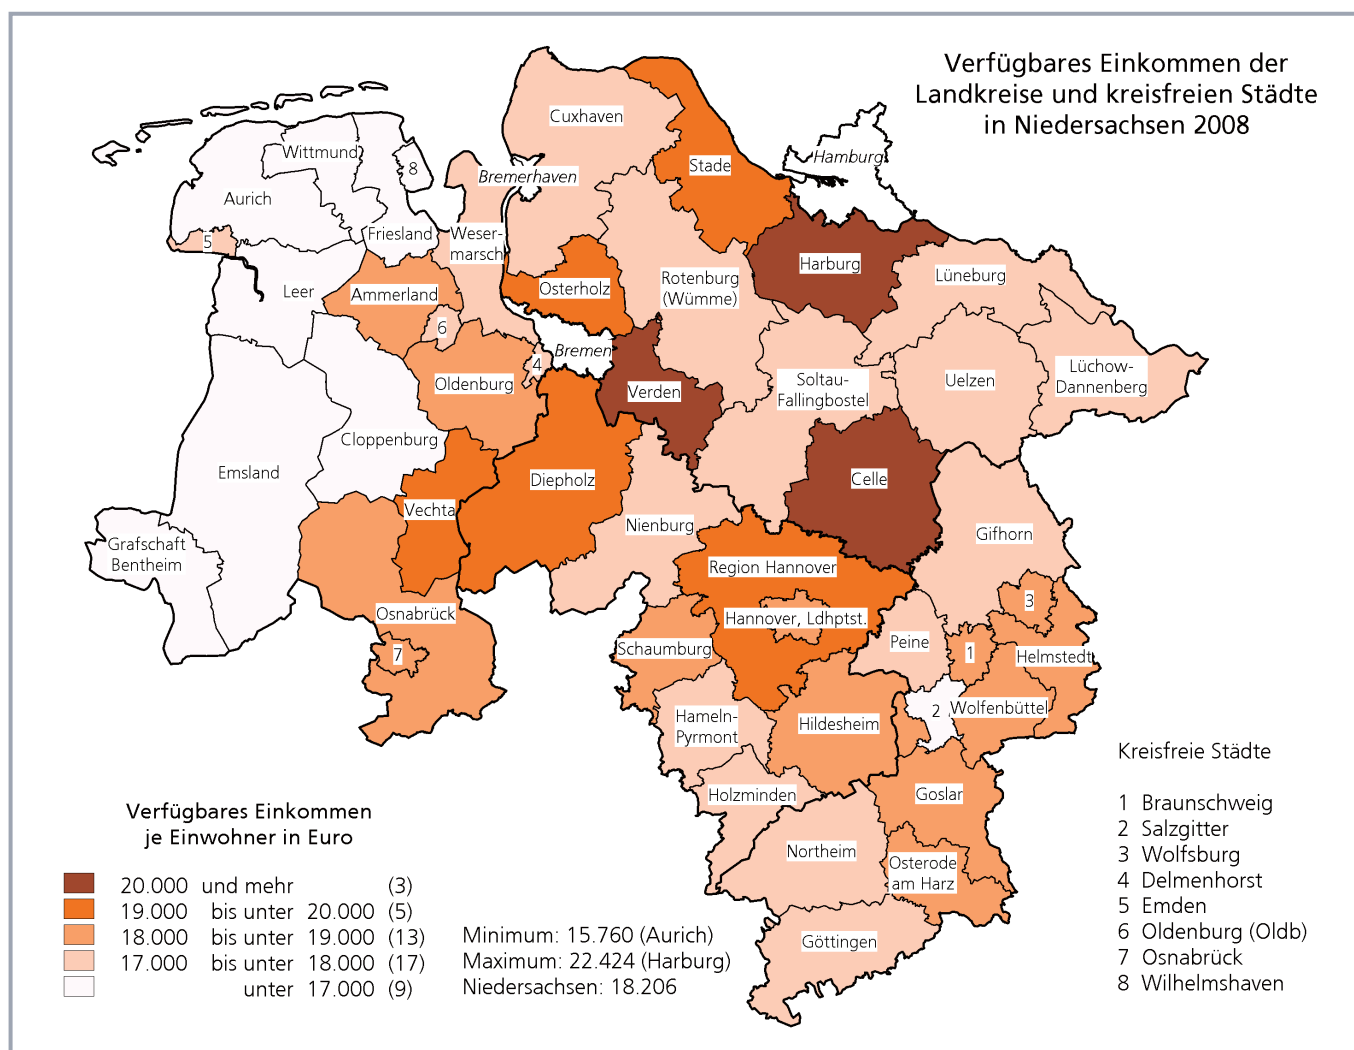 Verfügbares Einkommen der
Landkreise und kreisfreien Städte
in Niedersachsen 2008
Cuxhaven
Wittmund
8
Stade
Hamburg
Bremerhaven
Aurich
5
Friesland
Weser-
marsch
Harburg
Lüneburg
Leer
Ammerland
Osterholz
Rotenburg
(Wümme)
6
Bremen
4
Oldenburg
Verden
Soltau-
Fallingbostel
Uelzen
Lüchow-
Dannenberg
Cloppenburg
Emsland
Diepholz
Celle
Vechta
Nienburg
Gifhorn
Grafschaft
Bentheim
Region Hannover
3
Osnabrück
Hannover, Ldhptst.
Peine
7
Schaumburg
1
Helmstedt
2
Wolfenbüttel
Hameln-
Pyrmont
Hildesheim
Holzminden
Goslar
Northeim
Osterode
am Harz
Göttingen
Verfügbares Einkommen
je Einwohner in Euro
20.000 und mehr (3)
19.000 bis unter 20.000 (5)
18.000 bis unter 19.000 (13)
17.000 bis unter 18.000 (17)
unter 17.000 (9)
Minimum: 15.760 (Aurich)
Maximum: 22.424 (Harburg)
Niedersachsen: 18.206
Kreisfreie Städte
1 Braunschweig
2 Salzgitter
3 Wolfsburg
4 Delmenhorst
5 Emden
6 Oldenburg (Oldb)
7 Osnabrück
8 Wilhelmshaven